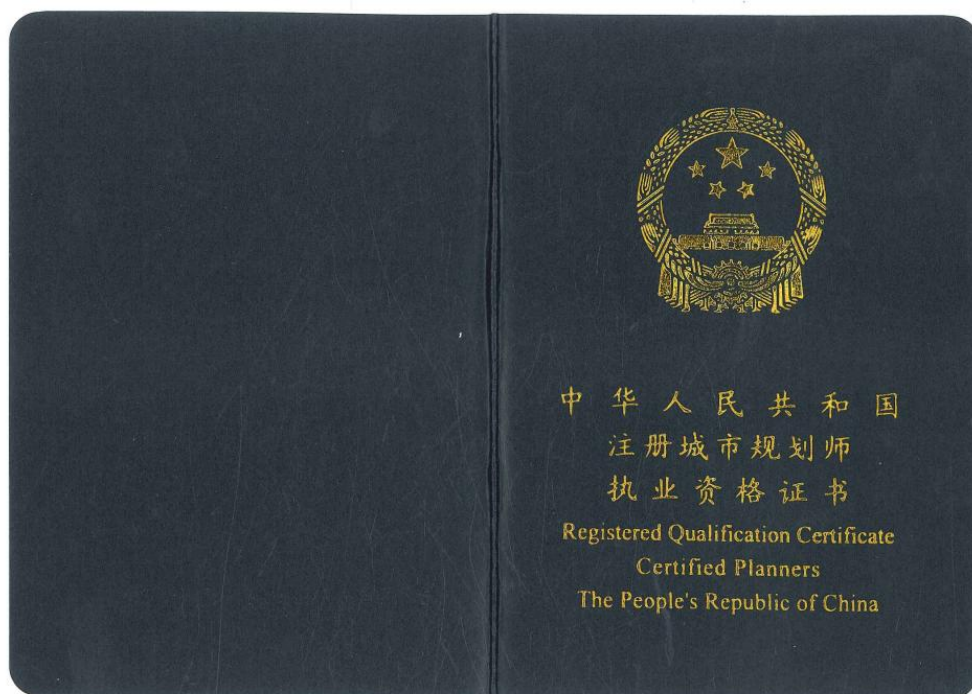 中华人民共和国
注册城市规划师
执业资格证书
Registered Qualification Certificate
Certified Planners
The People's Republic of China